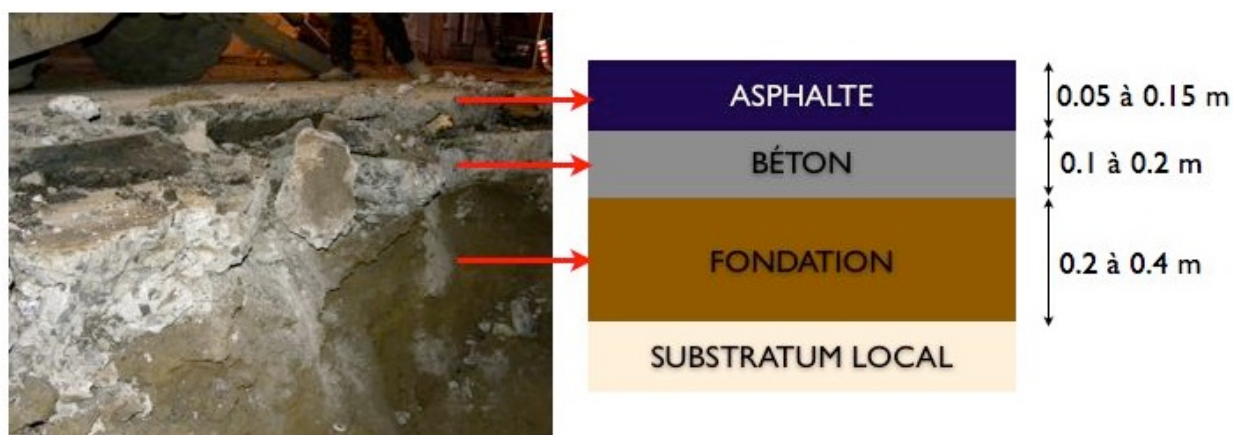 ASPHALTE
0.05 à 0.15 m
BÉTON
0.1 à 0.2 m
FONDATION
0.2 à 0.4 m
SUBSTRATUM LOCAL